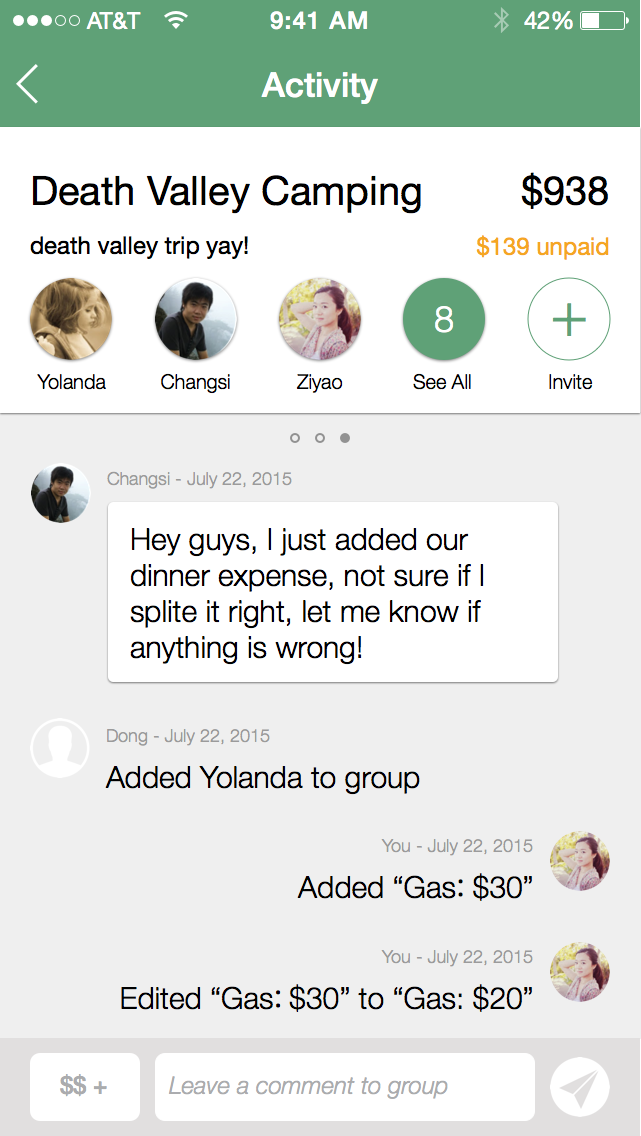 AT&T 9:41 AM 42%
Activity
Death Valley Camping $938
death valley trip yay! $139 unpaid
8
Yolanda Changsi Ziyao See All Invite
Changsi - July 22, 2015
Hey guys, I just added our
dinner expense, not sure if I
splite it right, let me know if
anything is wrong!
Dong - July 22, 2015
Added Yolanda to group
You - July 22, 2015
Added “Gas: $30”
You - July 22, 2015
Edited “Gas: $30” to “Gas: $20”
$$ + Leave a comment to group